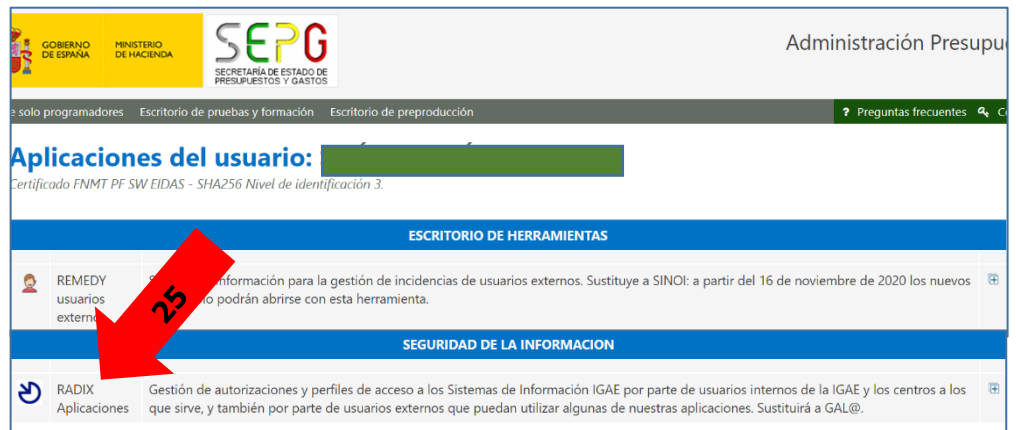 GOBIERNO DE ESPAÑA
MINISTERIO DE HACIENDA
SEPG
SECRETARÍA DE ESTADO DE
PRESUPUESTOS Y GASTOS
Administración
solo programadores Escritorio de pruebas y formación Escritorio de preproducción ? Preguntas frecuentes
Aplicaciones del usuario:
Certificado FNMT PF SW EIDAS - SHA256 Nivel de identificación 3.
ESCRITORIO DE HERRAMIENTAS
REMEDY
usuarios
información para la gestión de incidencias de usuarios externos. Sustituye a SINOI: a partir del 16 de noviembre de 2020 los nuevos
podrán abrirse con esta herramienta.
25
SEGURIDAD DE LA INFORMACION
RADIX
Aplicaciones
Gestión de autorizaciones y perfiles de acceso a los Sistemas de Información IGAE por parte de usuarios internos de la IGAE y los centros a los
que sirve, y también por parte de usuarios externos que puedan utilizar algunas de nuestras aplicaciones. Sustituirá a GAL@.